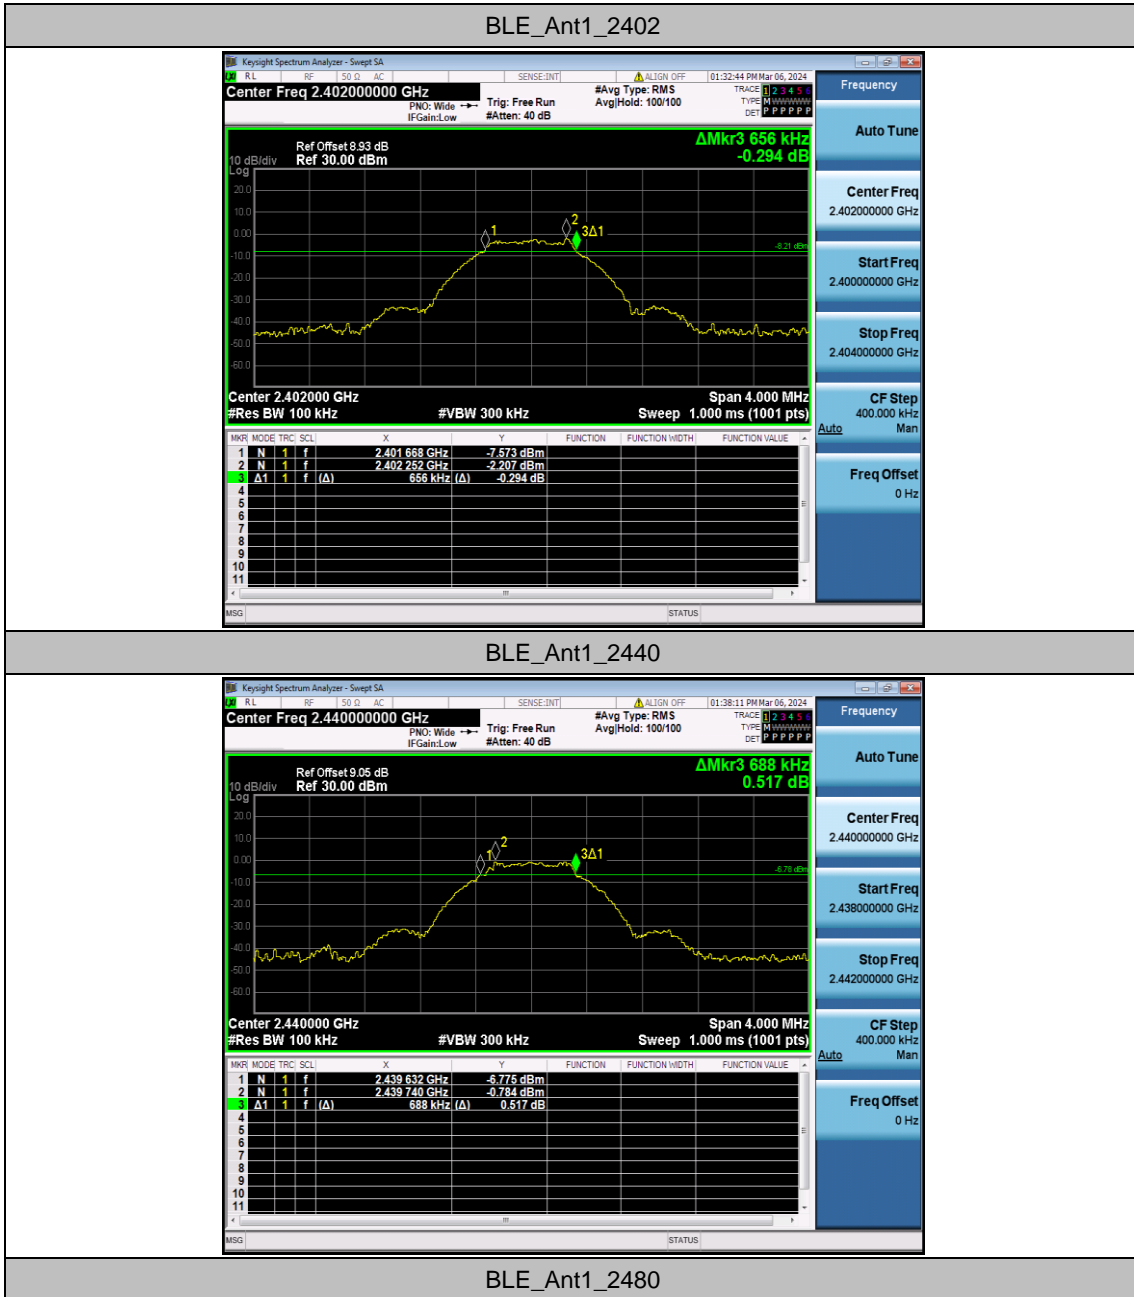 BLE_Ant1_2402
Keysight Spectrum Analyzer - Swept SA
RL RF 50 Ω AC SENSE:INT ALIGN OFF 01:32:44 PM Mar 06, 2024
Center Freq 2.402000000 GHz
PNO: Wide
IFGain:Low
Trig: Free Run
#Atten: 40 dB
#Avg Type: RMS
Avg|Hold: 100/100
TRACE 1 2 3 4 5 6
TYPE M WWWWW
DET P P P P P P
Frequency
Auto Tune
Center Freq
2.402000000 GHz
Start Freq
2.400000000 GHz
Stop Freq
2.404000000 GHz
CF Step
400.000 kHz
Auto Man
Freq Offset
0 Hz
ΔMkr3 656 kHz
-0.294 dB
Ref Offset 8.93 dB
10 dB/div Ref 30.00 dBm
Log
20.0
10.0
0.00
-10.0
-20.0
-30.0
-40.0
-50.0
-60.0
1
2
3Δ1
-8.21 dBm
Center 2.402000 GHz Span 4.000 MHz
#Res BW 100 kHz #VBW 300 kHz Sweep 1.000 ms (1001 pts)
MKR MODE TRC SCL X Y FUNCTION FUNCTION WIDTH FUNCTION VALUE
1 N 1 f 2.401 668 GHz -7.573 dBm
2 N 1 f 2.402 252 GHz -2.207 dBm
3 Δ1 1 f (Δ) 656 kHz (Δ) -0.294 dB
4
5
6
7
8
9
10
11
MSG STATUS
BLE_Ant1_2440
Keysight Spectrum Analyzer - Swept SA
RL RF 50 Ω AC SENSE:INT ALIGN OFF 01:38:11 PM Mar 06, 2024
Center Freq 2.440000000 GHz
PNO: Wide
IFGain:Low
Trig: Free Run
#Atten: 40 dB
#Avg Type: RMS
Avg|Hold: 100/100
TRACE 1 2 3 4 5 6
TYPE M WWWWW
DET P P P P P P
Frequency
Auto Tune
Center Freq
2.440000000 GHz
Start Freq
2.438000000 GHz
Stop Freq
2.442000000 GHz
CF Step
400.000 kHz
Auto Man
Freq Offset
0 Hz
ΔMkr3 688 kHz
0.517 dB
Ref Offset 9.05 dB
10 dB/div Ref 30.00 dBm
Log
20.0
10.0
0.00
-10.0
-20.0
-30.0
-40.0
-50.0
-60.0
1
2
3Δ1
-6.78 dBm
Center 2.440000 GHz Span 4.000 MHz
#Res BW 100 kHz #VBW 300 kHz Sweep 1.000 ms (1001 pts)
MKR MODE TRC SCL X Y FUNCTION FUNCTION WIDTH FUNCTION VALUE
1 N 1 f 2.439 632 GHz -6.775 dBm
2 N 1 f 2.439 740 GHz -0.784 dBm
3 Δ1 1 f (Δ) 688 kHz (Δ) 0.517 dB
4
5
6
7
8
9
10
11
MSG STATUS
BLE_Ant1_2480